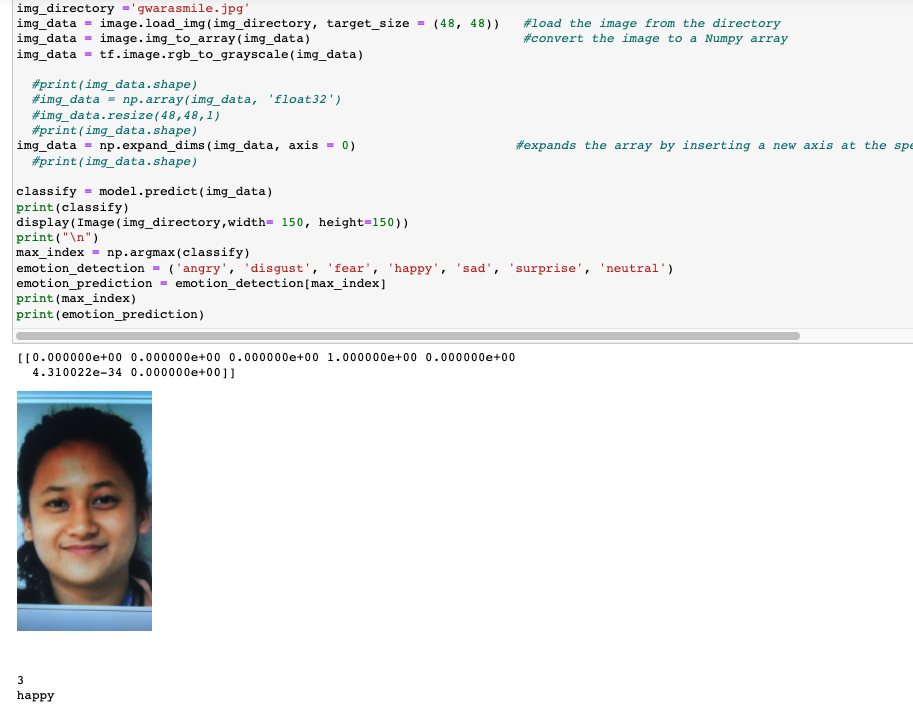 img_directory ='gwarasmile.jpg'
img_data = image.load_img(img_directory, target_size = (48, 48))   #load the image from the directory
img_data = image.img_to_array(img_data)                            #convert the image to a Numpy array
img_data = tf.image.rgb_to_grayscale(img_data)
#print(img_data.shape)
#img_data = np.array(img_data, 'float32')
#img_data.resize(48,48,1)
#print(img_data.shape)
img_data = np.expand_dims(img_data, axis = 0)                     #expands the array by inserting a new axis at the
#print(img_data.shape)
classify = model.predict(img_data)
print(classify)
display(Image(img_directory,width= 150, height=150))
print("\n")
max_index = np.argmax(classify)
emotion_detection = ('angry', 'disgust', 'fear', 'happy', 'sad', 'surprise', 'neutral')
emotion_prediction = emotion_detection[max_index]
print(max_index)
print(emotion_prediction)
[[0.000000e+00 0.000000e+00 0.000000e+00 1.000000e+00 0.000000e+00
4.310022e-34 0.000000e+00]]
3
happy